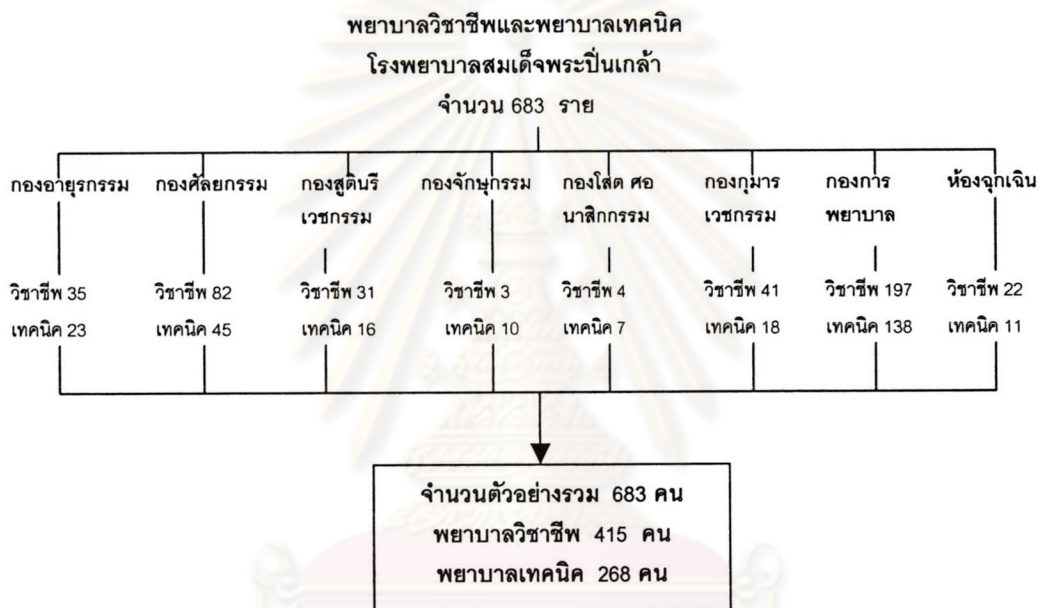 พยาบาลวิชาชีพและพยาบาลเทคนิค
โรงพยาบาลสมเด็จพระปิ่นเกล้า
จำนวน 683 ราย
กองอายุรกรรม กองศัลยกรรม กองสูตินรี กองจักษุกรรม กองโสต ศอ กองกุมาร กองการ ห้องฉุกเฉิน
เวชกรรม นาสิกกรรม เวชกรรม พยาบาล
วิชาชีพ 35 วิชาชีพ 82 วิชาชีพ 31 วิชาชีพ 3 วิชาชีพ 4 วิชาชีพ 41 วิชาชีพ 197 วิชาชีพ 22
เทคนิค 23 เทคนิค 45 เทคนิค 16 เทคนิค 10 เทคนิค 7 เทคนิค 18 เทคนิค 138 เทคนิค 11
จำนวนตัวอย่างรวม 683 คน
พยาบาลวิชาชีพ 415 คน
พยาบาลเทคนิค 268 คน